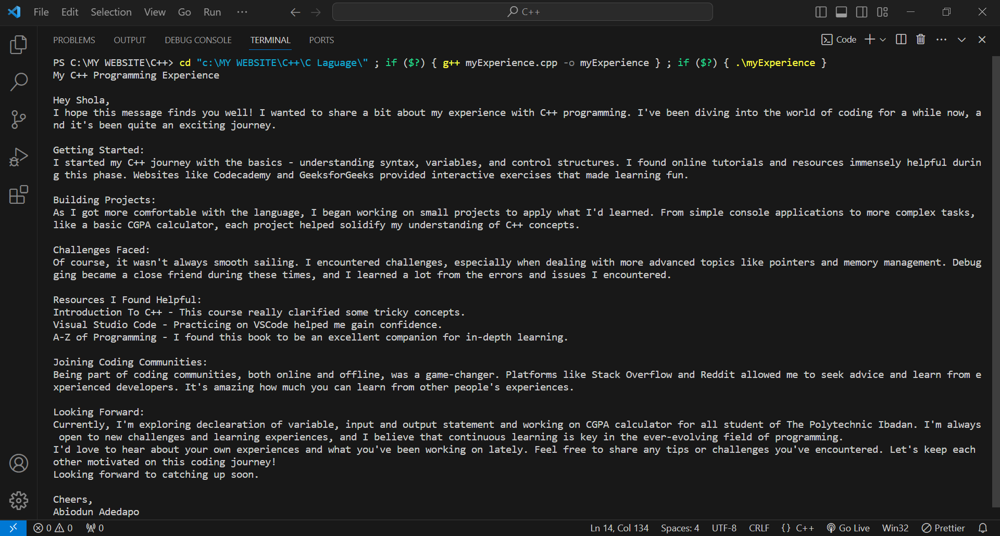 File Edit Selection View Go Run ··· C++
PROBLEMS OUTPUT DEBUG CONSOLE TERMINAL PORTS Code
PS C:\MY WEBSITE\C++> cd "c:\MY WEBSITE\C++\C Laguage\" ; if ($?) { g++ myExperience.cpp -o myExperience } ; if ($?) { .\myExperience }
My C++ Programming Experience
Hey Shola,
I hope this message finds you well! I wanted to share a bit about my experience with C++ programming. I've been diving into the world of coding for a while now, a
nd it's been quite an exciting journey.
Getting Started:
I started my C++ journey with the basics - understanding syntax, variables, and control structures. I found online tutorials and resources immensely helpful durin
g this phase. Websites like Codecademy and GeeksforGeeks provided interactive exercises that made learning fun.
Building Projects:
As I got more comfortable with the language, I began working on small projects to apply what I'd learned. From simple console applications to more complex tasks,
like a basic CGPA calculator, each project helped solidify my understanding of C++ concepts.
Challenges Faced:
Of course, it wasn't always smooth sailing. I encountered challenges, especially when dealing with more advanced topics like pointers and memory management. Debug
ging became a close friend during these times, and I learned a lot from the errors and issues I encountered.
Resources I Found Helpful:
Introduction To C++ - This course really clarified some tricky concepts.
Visual Studio Code - Practicing on VSCode helped me gain confidence.
A-Z of Programming - I found this book to be an excellent companion for in-depth learning.
Joining Coding Communities:
Being part of coding communities, both online and offline, was a game-changer. Platforms like Stack Overflow and Reddit allowed me to seek advice and learn from e
xperienced developers. It's amazing how much you can learn from other people's experiences.
Looking Forward:
Currently, I'm exploring declearation of variable, input and output statement and working on CGPA calculator for all student of The Polytechnic Ibadan. I'm always
open to new challenges and learning experiences, and I believe that continuous learning is key in the ever-evolving field of programming.
I'd love to hear about your own experiences and what you've been working on lately. Feel free to share any tips or challenges you've encountered. Let's keep each
other motivated on this coding journey!
Looking forward to catching up soon.
Cheers,
Abiodun Adedapo
0 0 0 Ln 14, Col 134 Spaces: 4 UTF-8 CRLF {} C++ Go Live Win32 Prettier